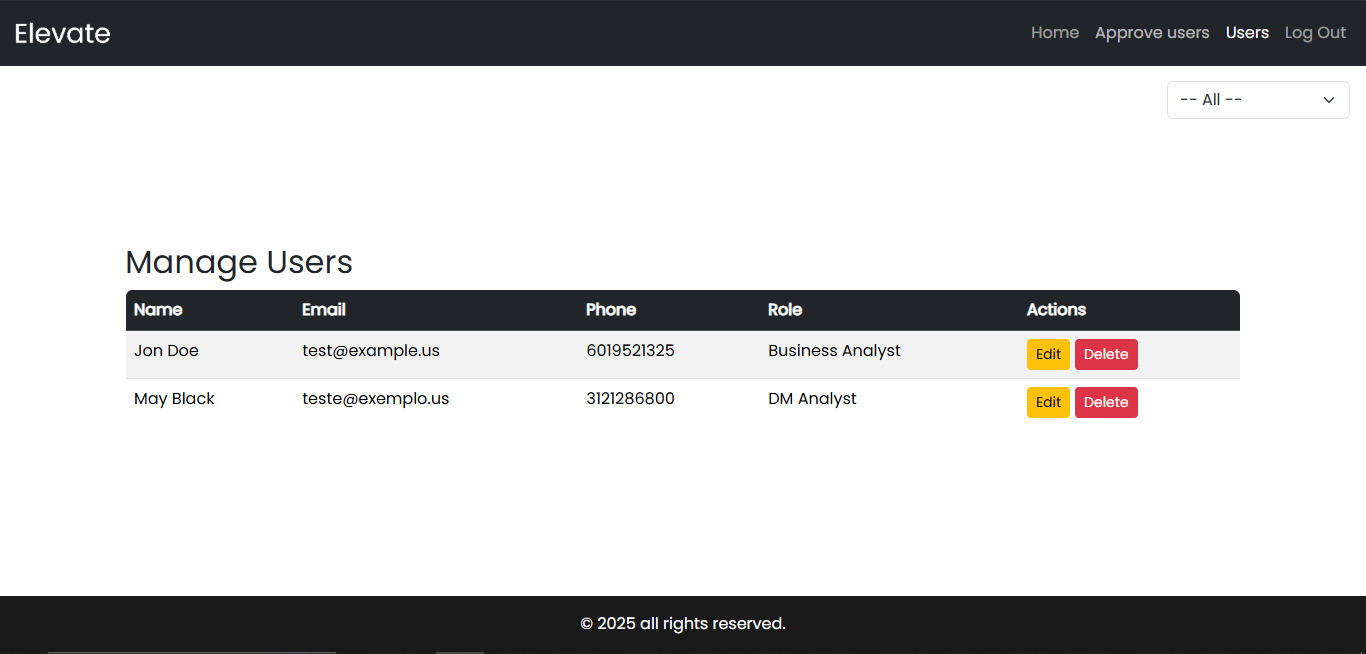 Elevate Home Approve users Users Log Out
-- All --
Manage Users
Name Email Phone Role Actions
Jon Doe test@example.us 6019521325 Business Analyst Edit Delete
May Black teste@exemplo.us 3121286800 DM Analyst Edit Delete
© 2025 all rights reserved.